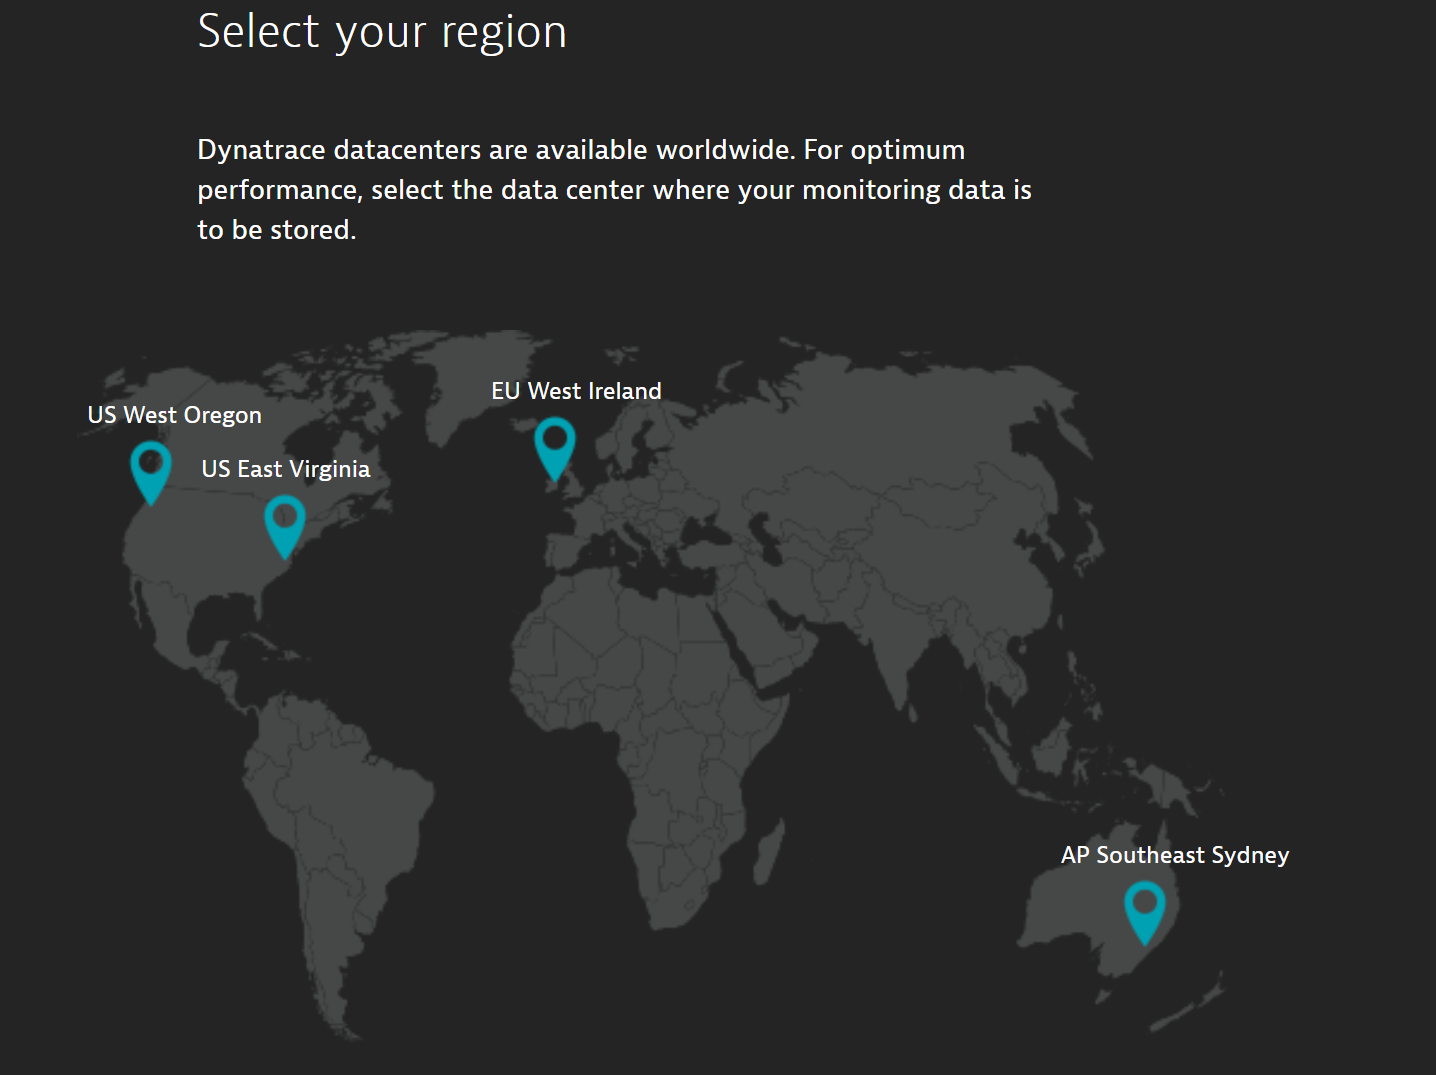 Select your region
Dynatrace datacenters are available worldwide. For optimum
performance, select the data center where your monitoring data is
to be stored.
EU West Ireland
US West Oregon
US East Virginia
AP Southeast Sydney